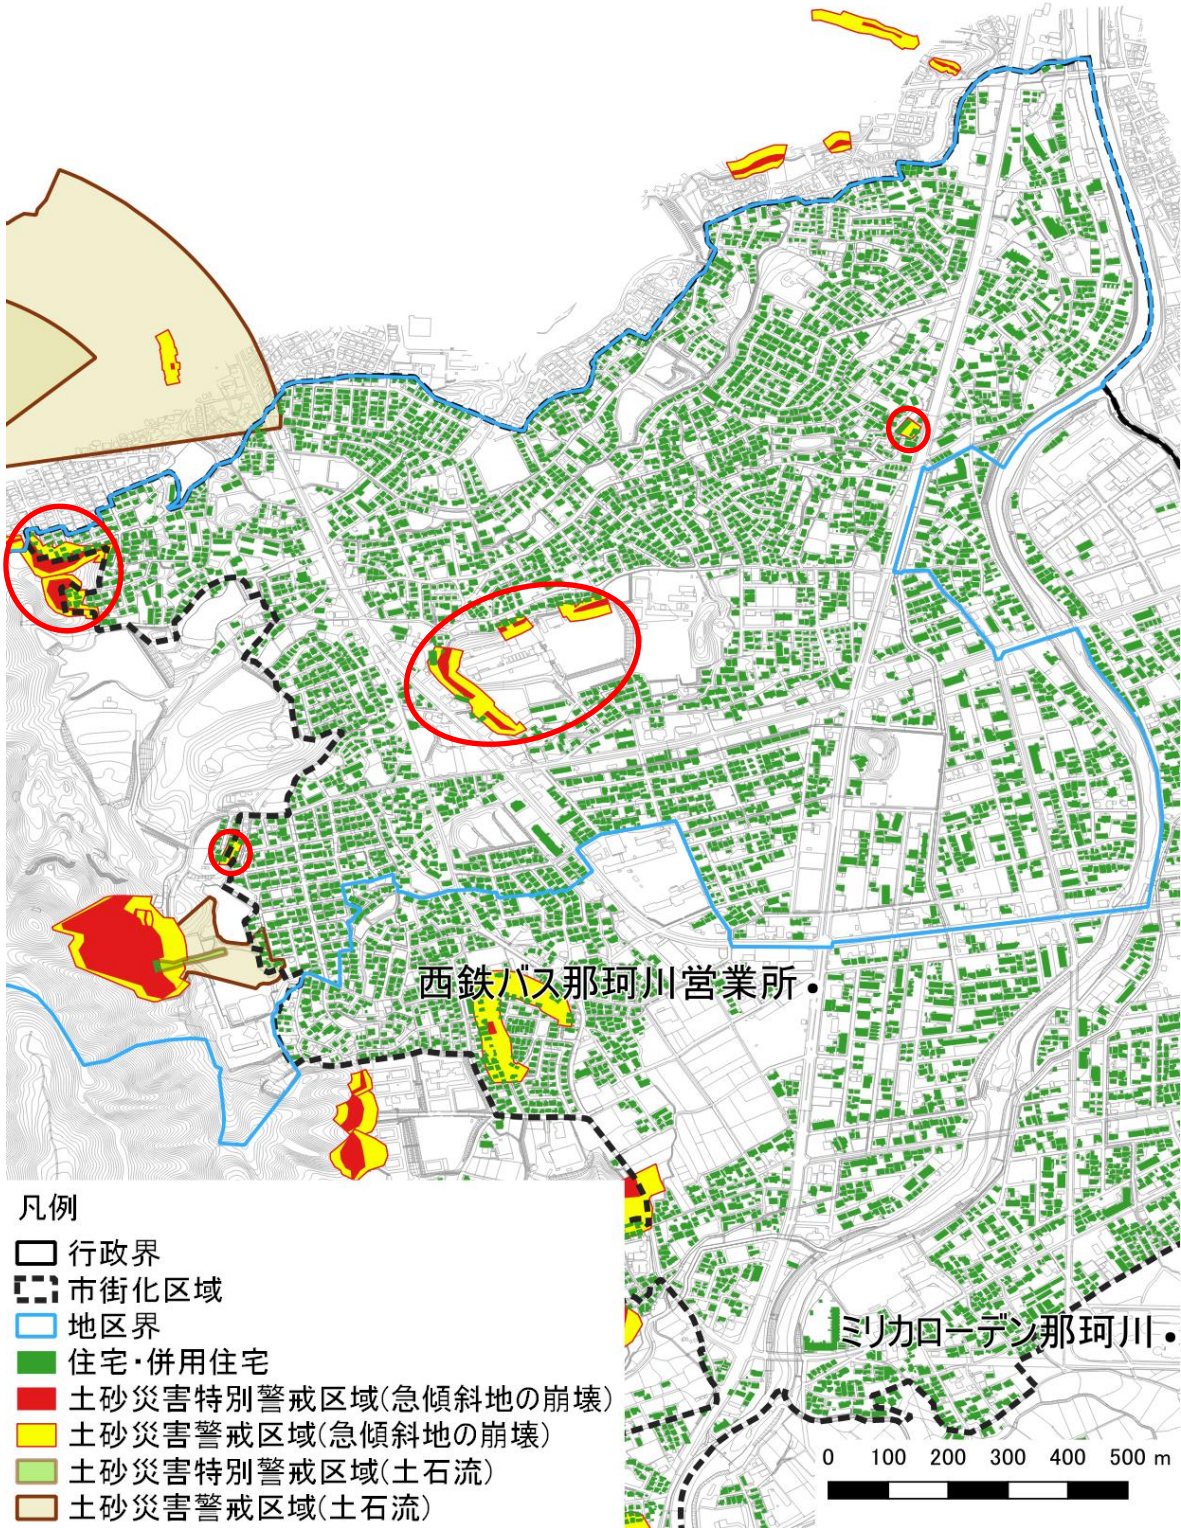 西鉄バス那珂川営業所
凡例
行政界
市街化区域
地区界
住宅・併用住宅
土砂災害特別警戒区域(急傾斜地の崩壊)
土砂災害警戒区域(急傾斜地の崩壊)
土砂災害特別警戒区域(土石流)
土砂災害警戒区域(土石流)
ミリカローデン那珂川
0 100 200 300 400 500 m